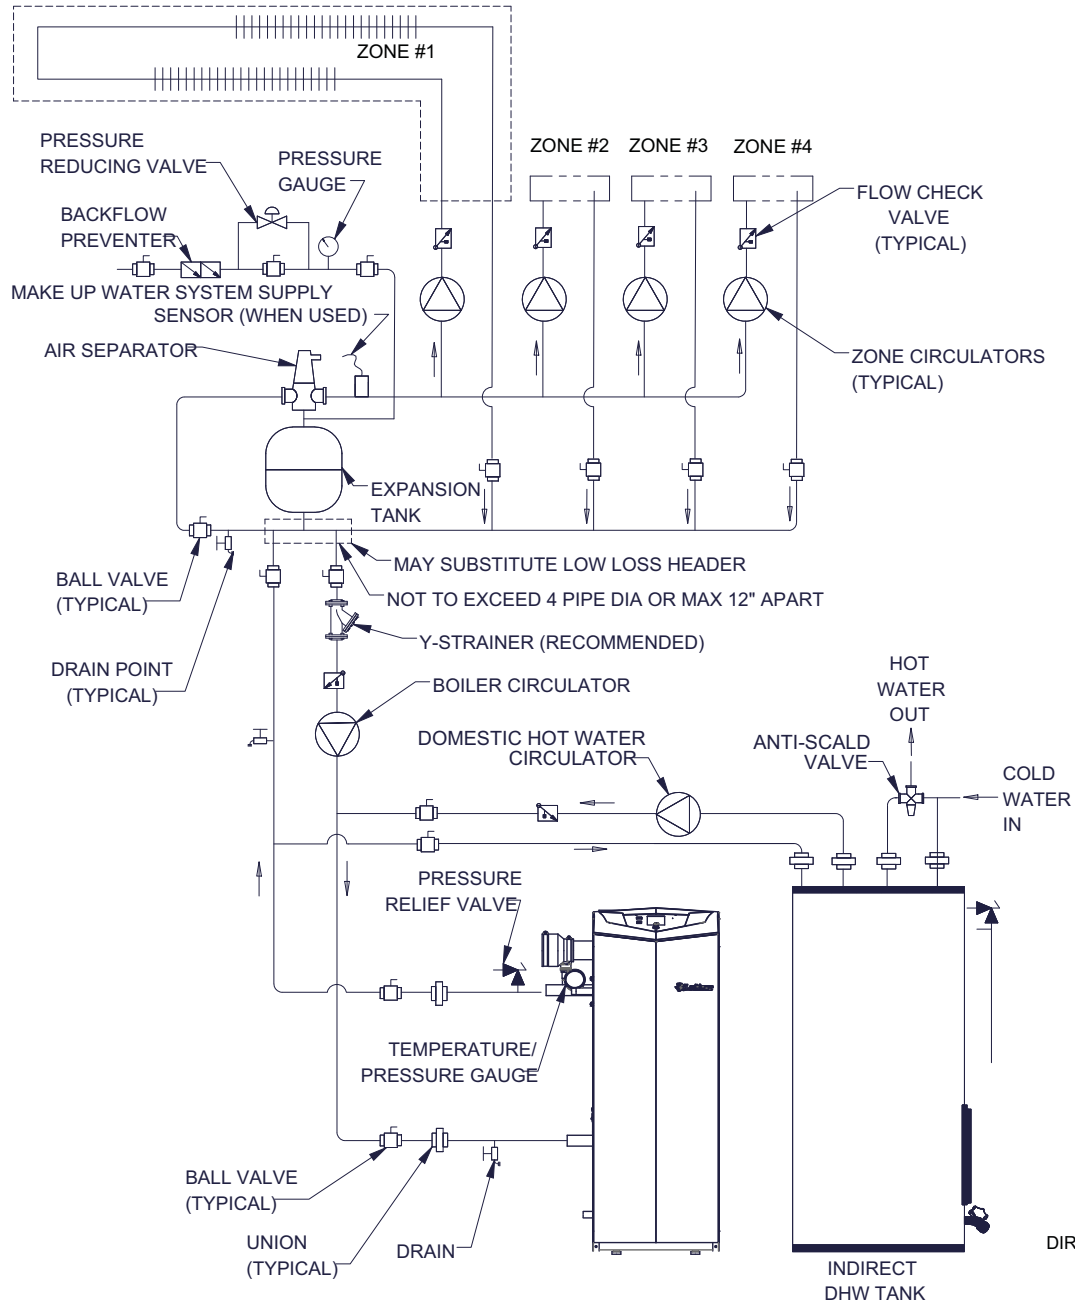 ZONE #1
PRESSURE
REDUCING VALVE
PRESSURE
GAUGE
ZONE #2
ZONE #3
ZONE #4
FLOW CHECK
VALVE
(TYPICAL)
BACKFLOW
PREVENTER
MAKE UP WATER SYSTEM SUPPLY
SENSOR (WHEN USED)
AIR SEPARATOR
ZONE CIRCULATORS
(TYPICAL)
EXPANSION
TANK
BALL VALVE
(TYPICAL)
MAY SUBSTITUTE LOW LOSS HEADER
NOT TO EXCEED 4 PIPE DIA OR MAX 12" APART
Y-STRAINER (RECOMMENDED)
DRAIN POINT
(TYPICAL)
BOILER CIRCULATOR
HOT
WATER
OUT
DOMESTIC HOT WATER
CIRCULATOR
ANTI-SCALD
VALVE
COLD
WATER
IN
PRESSURE
RELIEF VALVE
TEMPERATURE/
PRESSURE GAUGE
BALL VALVE
(TYPICAL)
UNION
(TYPICAL)
DRAIN
INDIRECT
DHW TANK
DIR